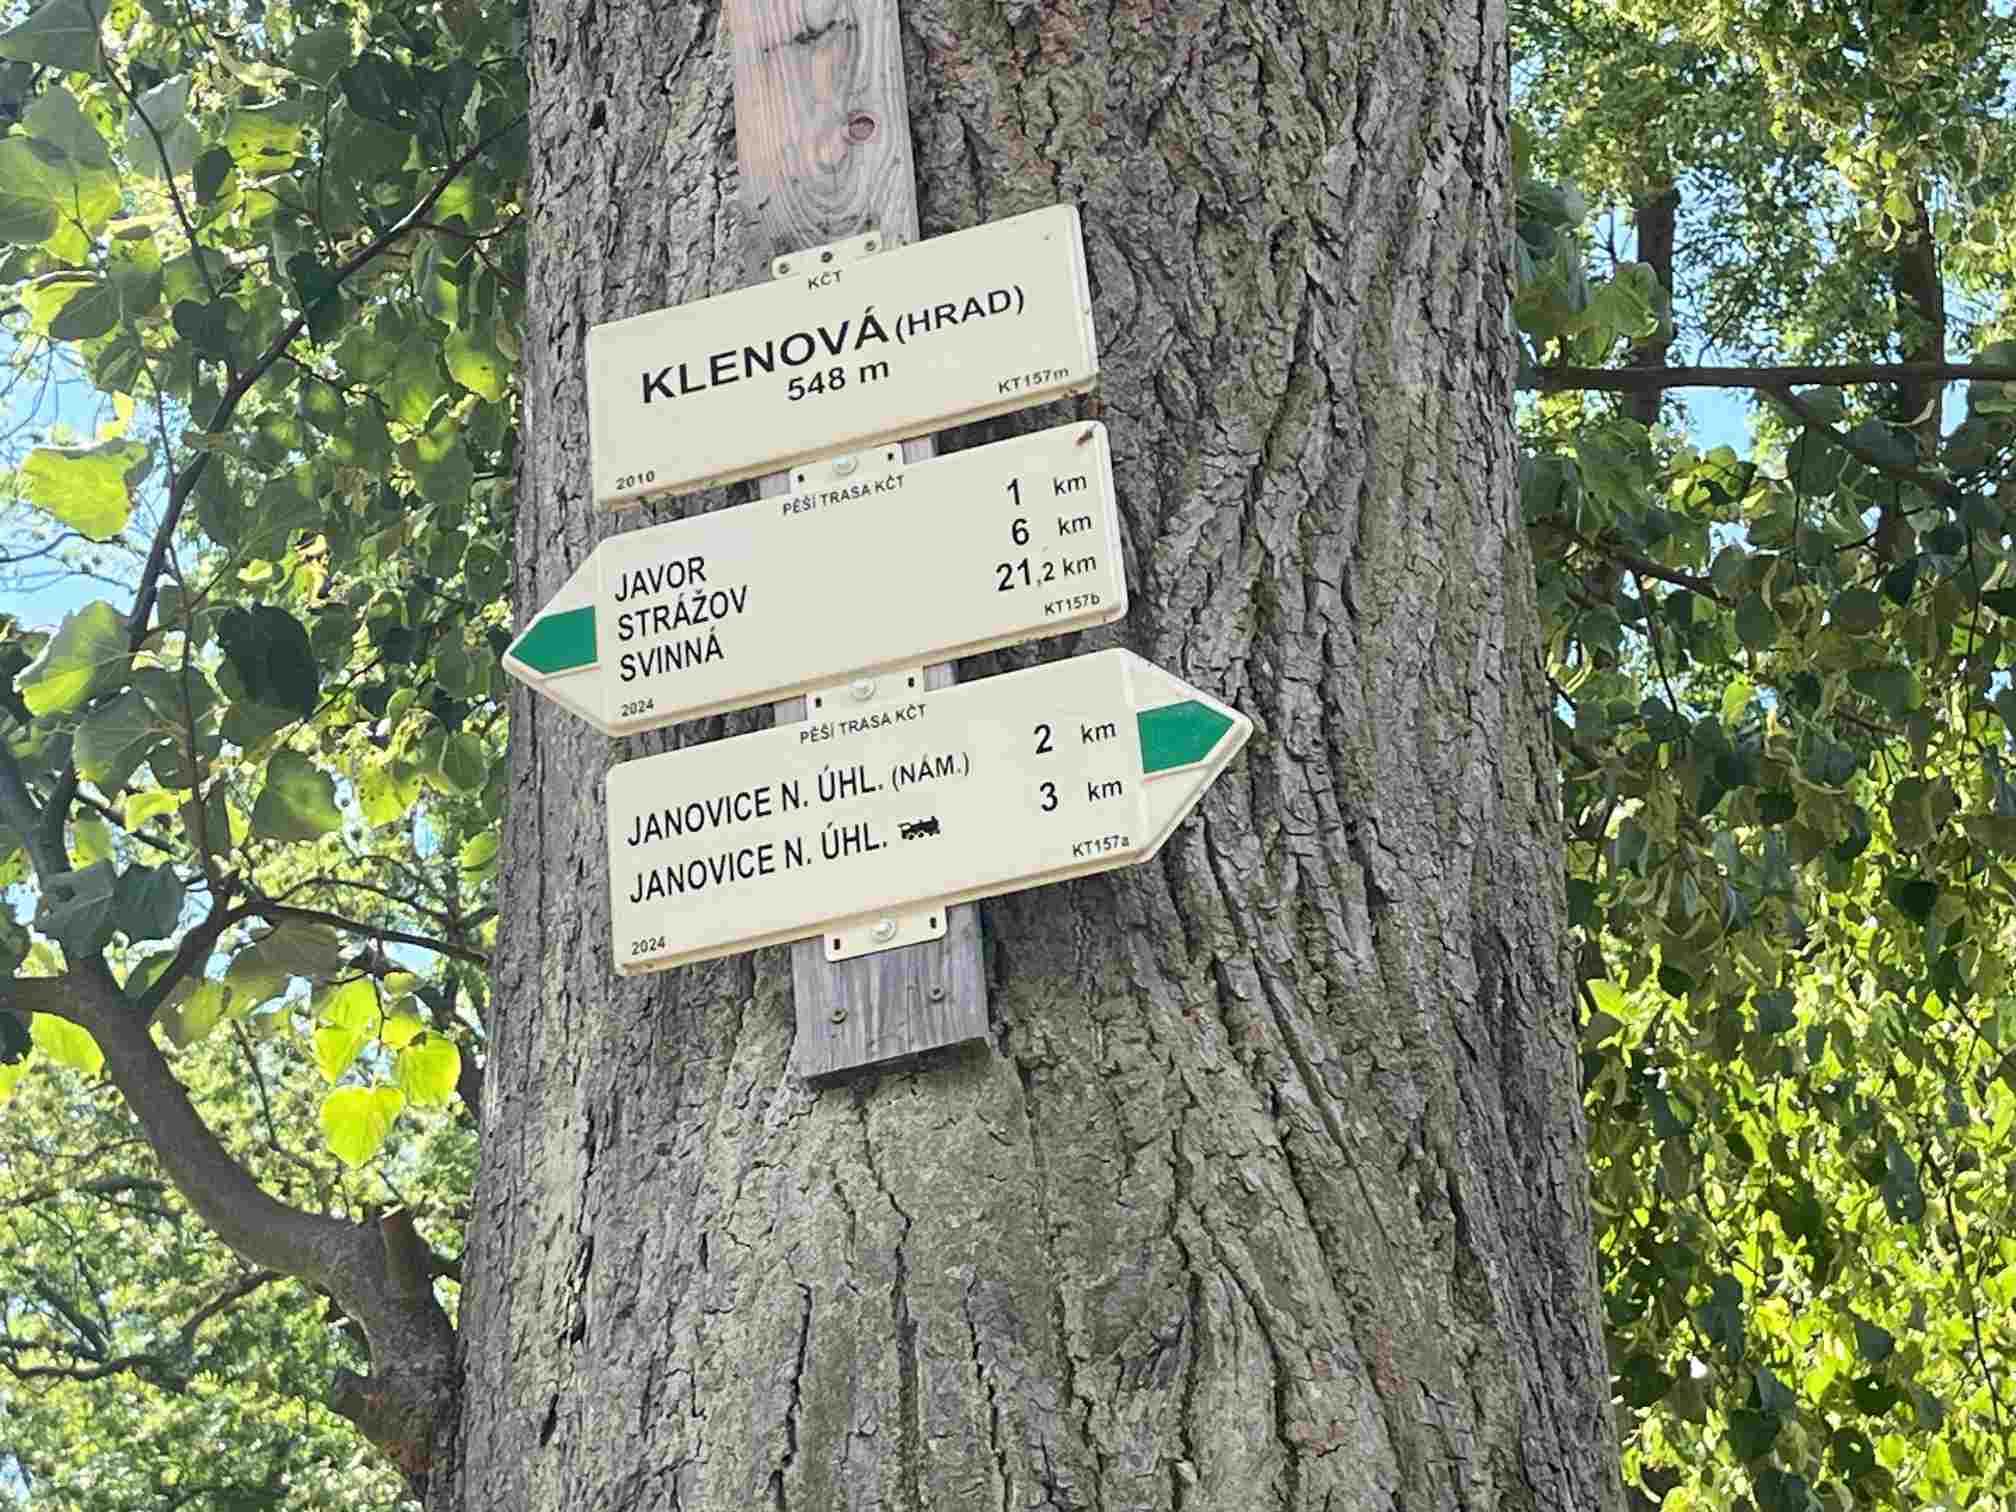 KČT
KLENOVÁ (HRAD)
548 m
KT157m
2010
PĚŠÍ TRASA KČT
JAVOR 1 km
STRÁŽOV 6 km
SVINNÁ 21,2 km
KT157b
2024
PĚŠÍ TRASA KČT
JANOVICE N. ÚHL. (NÁM.) 2 km
JANOVICE N. ÚHL. 3 km
KT157a
2024